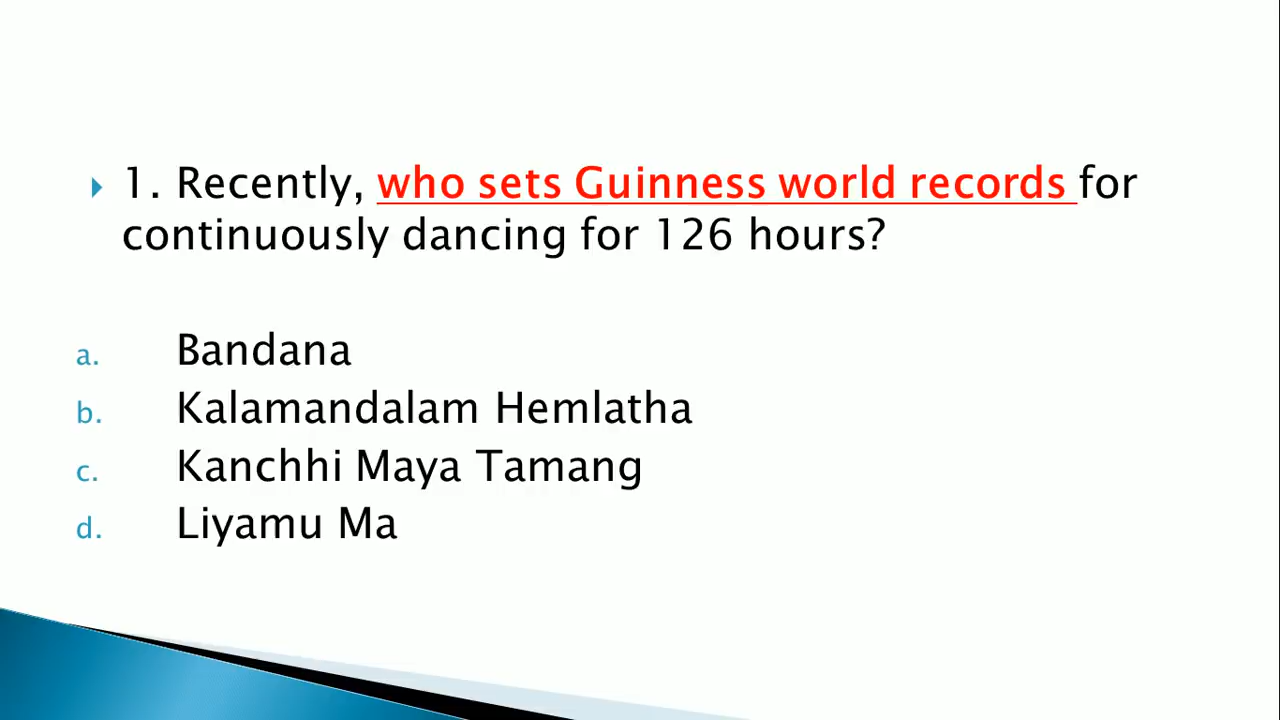 1. Recently, who sets Guinness world records for
continuously dancing for 126 hours?
a. Bandana
b. Kalamandalam Hemlatha
c. Kanchhi Maya Tamang
d. Liyamu Ma